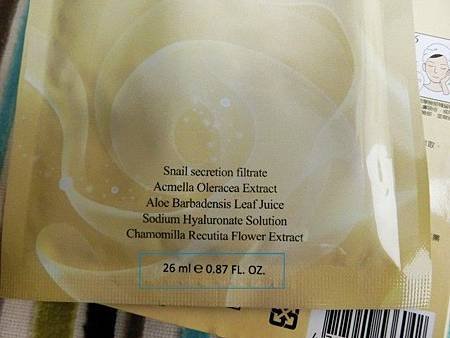 Snail secretion filtrate
Acmella Oleracea Extract
Aloe Barbadensis Leaf Juice
Sodium Hyaluronate Solution
Chamomilla Recutita Flower Extract
26 ml ℮ 0.87 FL. OZ.